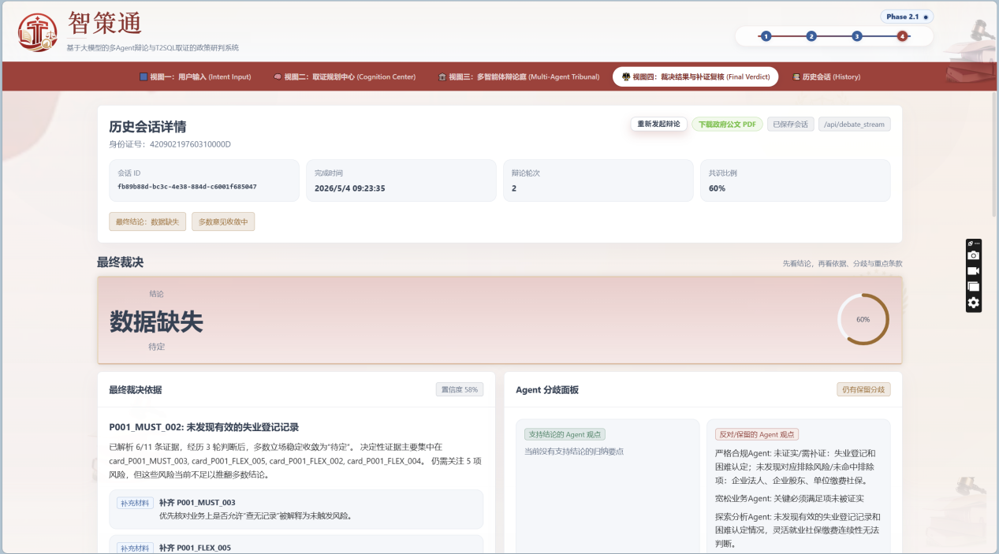 智策通
基于大模型的多Agent辩论与T2SQL取证的政策研判系统
Phase 2.1
1 2 3 4
视图一：用户输入 (Intent Input)
视图二：取证规划中心 (Cognition Center)
视图三：多智能体辩论庭 (Multi-Agent Tribunal)
视图四：裁决结果与补证复核 (Final Verdict)
历史会话 (History)
历史会话详情
身份证号：42090219760310000D
重新发起辩论
下载政府公文 PDF
已保存会话
/api/debate_stream
会话 ID
fb89b88d-bc3c-4e38-884d-c6001f685047
完成时间
2026/5/4 09:23:35
辩论轮次
2
共识比例
60%
最终结论：数据缺失
多数意见收敛中
最终裁决
先看结论，再看依据、分歧与重点条款
结论
数据缺失
待定
60%
最终裁决依据
置信度 58%
P001_MUST_002: 未发现有效的失业登记记录
已解析 6/11 条证据，经历 3 轮判断后，多数立场稳定收敛为“待定”。 决定性证据主要集中在
card_P001_MUST_003, card_P001_FLEX_005, card_P001_FLEX_002, card_P001_FLEX_004。 仍需关注 5 项
风险，但这些风险当前不足以推翻多数结论。
补充材料
补齐 P001_MUST_003
优先核对业务上是否允许“查无记录”被解释为未触发风险。
补充材料
补齐 P001_FLEX_005
Agent 分歧面板
仍有保留分歧
支持结论的 Agent 观点
当前没有支持结论的归纳要点
反对/保留的 Agent 观点
严格合规Agent: 未证实/需补证：失业登记和
困难认定；未发现对应排除风险/未命中排除
项：企业法人、企业股东、单位缴费社保。
宽松业务Agent: 关键必须满足项未被证实
探索分析Agent: 未发现有效的失业登记记录和
困难认定情况，灵活就业社保缴费连续性无法
判断。